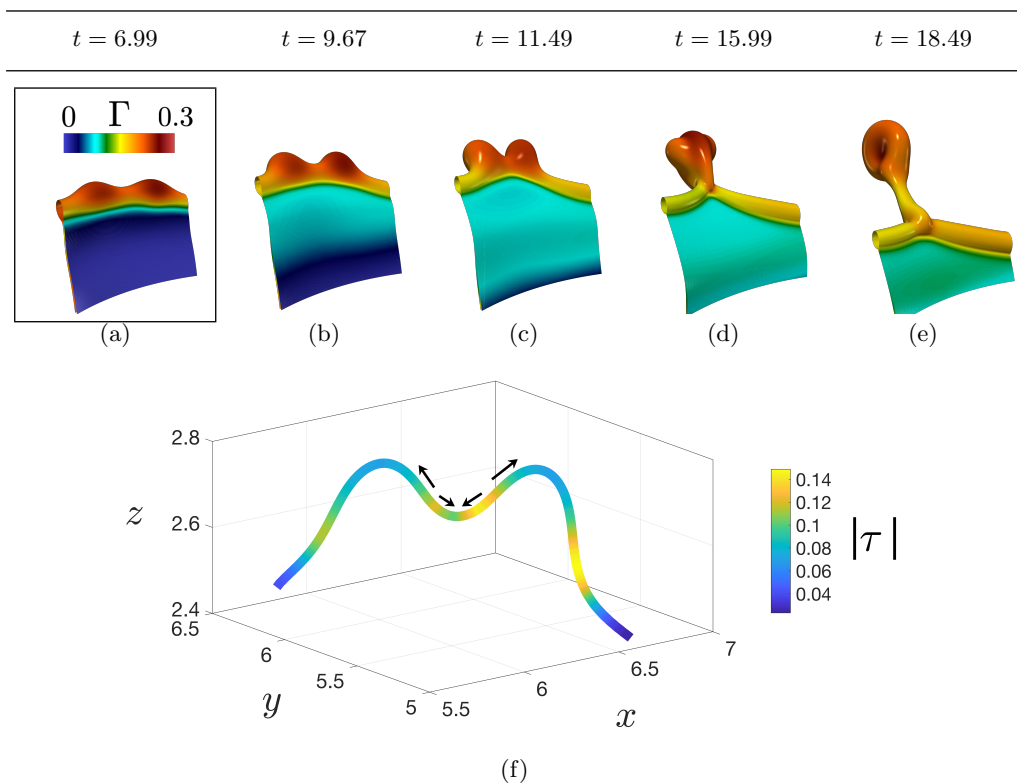 t = 6.99 t = 9.67 t = 11.49 t = 15.99 t = 18.49
0 Γ 0.3
(a) (b) (c) (d) (e)
2.8
2.6
2.4
z
6.5
6
5.5
5
y
5.5
6
6.5
7
x
0.14
0.12
0.1
0.08
0.06
0.04
|τ|
(f)